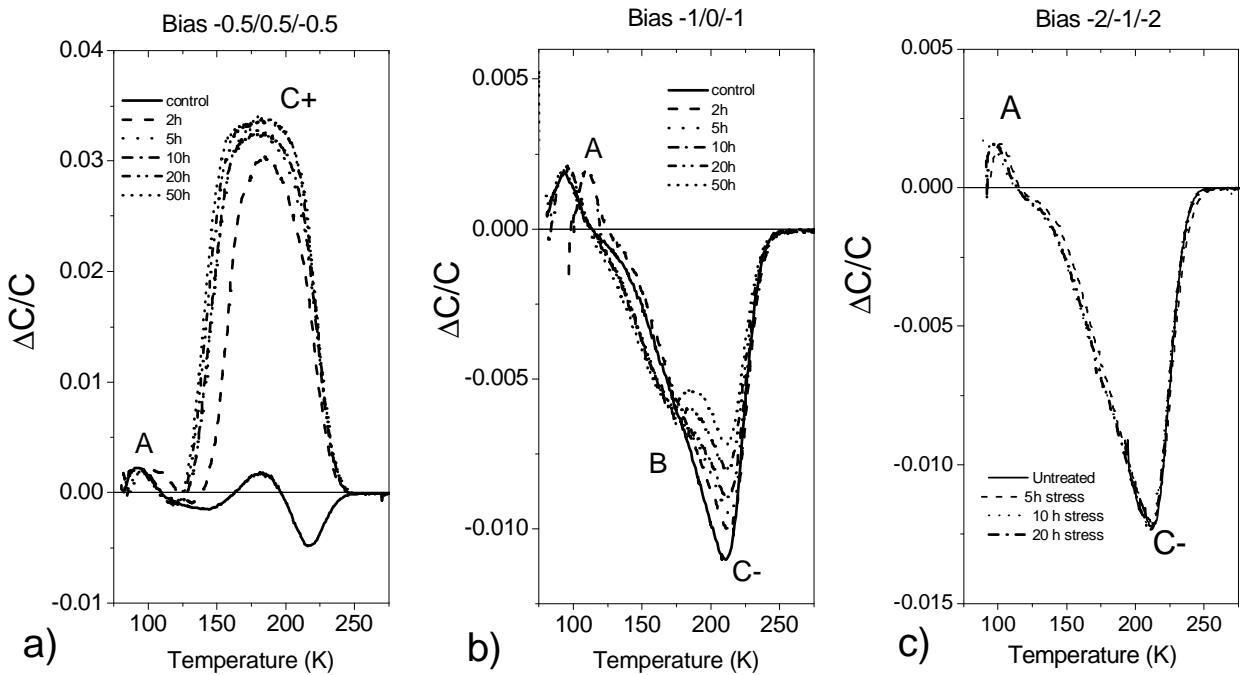 Bias -0.5/0.5/-0.5
0.04
0.03
0.02
0.01
0.00
-0.01
ΔC/C
control
2h
5h
10h
20h
50h
C+
A
100 150 200 250
Temperature (K)
a)
Bias -1/0/-1
0.005
0.000
-0.005
-0.010
ΔC/C
control
2h
5h
10h
20h
50h
A
B
C-
100 150 200 250
Temperature (K)
b)
Bias -2/-1/-2
0.005
0.000
-0.005
-0.010
-0.015
ΔC/C
A
Untreated
5h stress
10 h stress
20 h stress
C-
100 150 200 250
Temperature (K)
c)